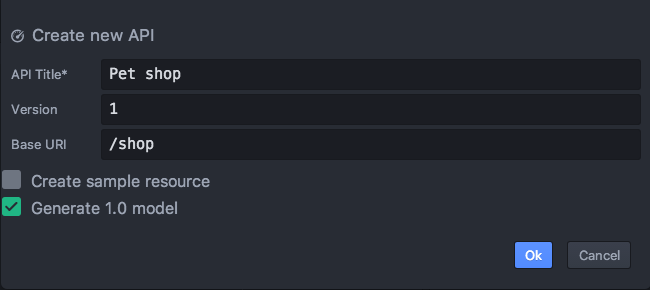 Create new API
API Title* Pet shop
Version 1
Base URI /shop
Create sample resource
Generate 1.0 model
Ok Cancel